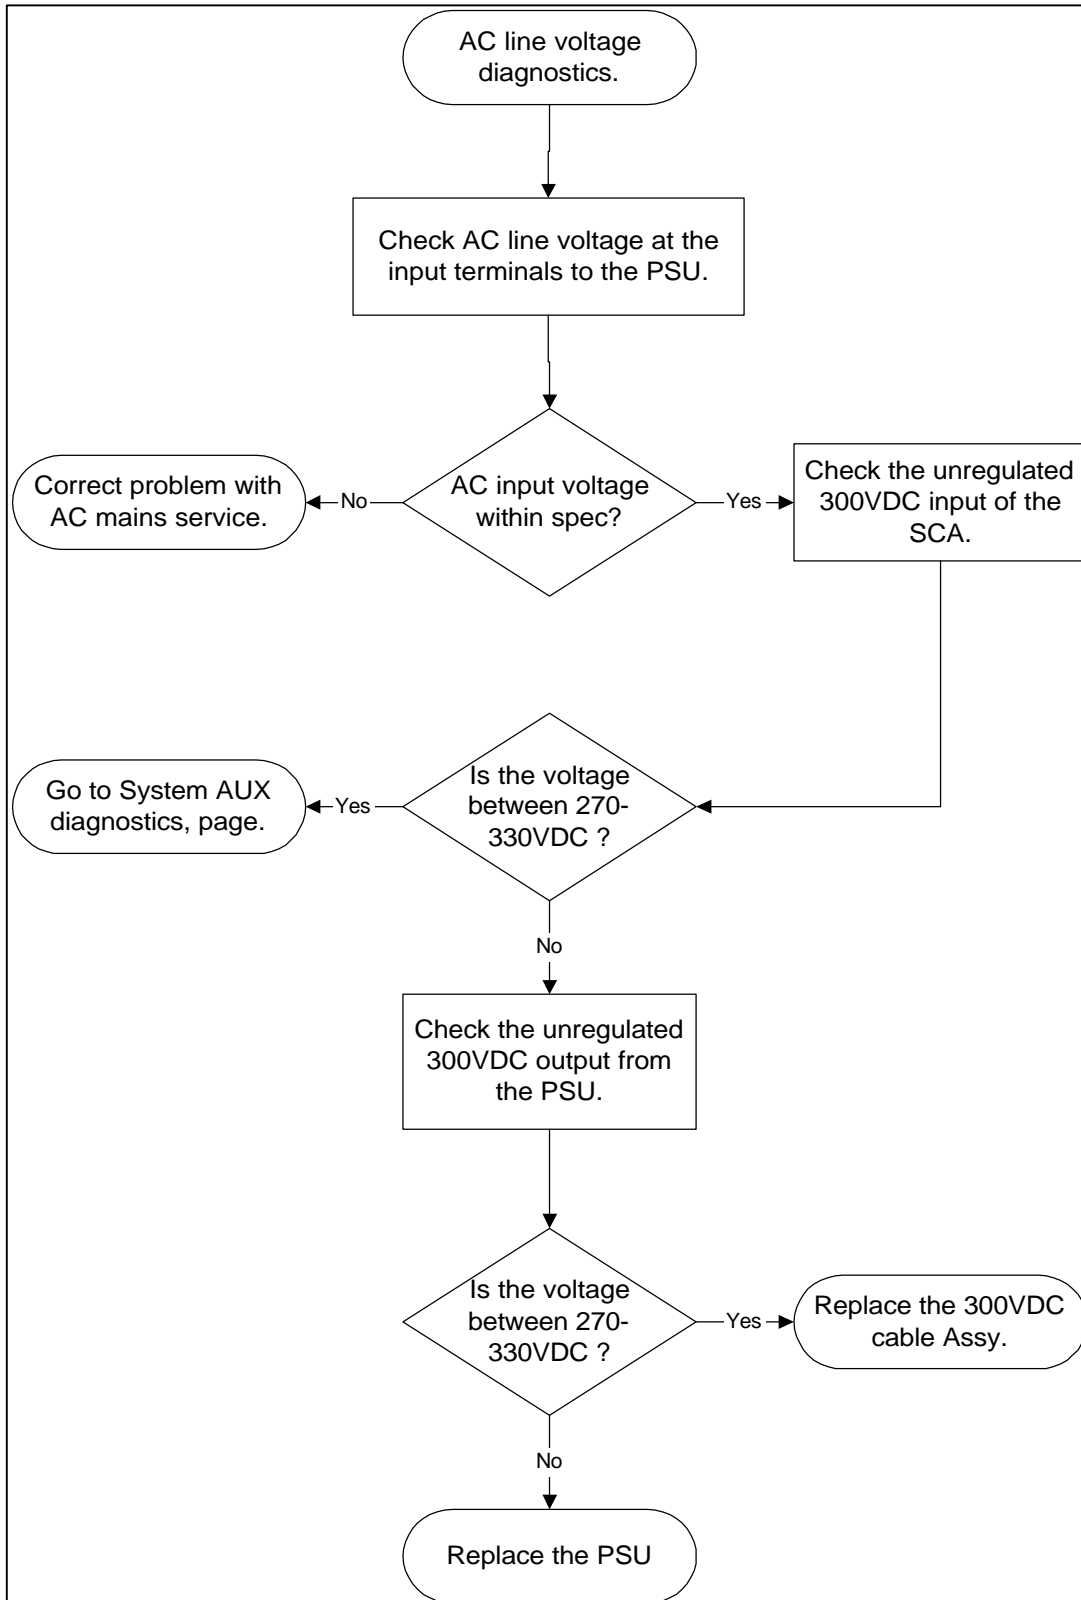 AC line voltage
diagnostics.
Check AC line voltage at the
input terminals to the PSU.
AC input voltage
within spec?
No
Correct problem with
AC mains service.
Yes
Check the unregulated
300VDC input of the
SCA.
Is the voltage
between 270-
330VDC ?
Yes
Go to System AUX
diagnostics, page.
No
Check the unregulated
300VDC output from
the PSU.
Is the voltage
between 270-
330VDC ?
Yes
Replace the 300VDC
cable Assy.
No
Replace the PSU